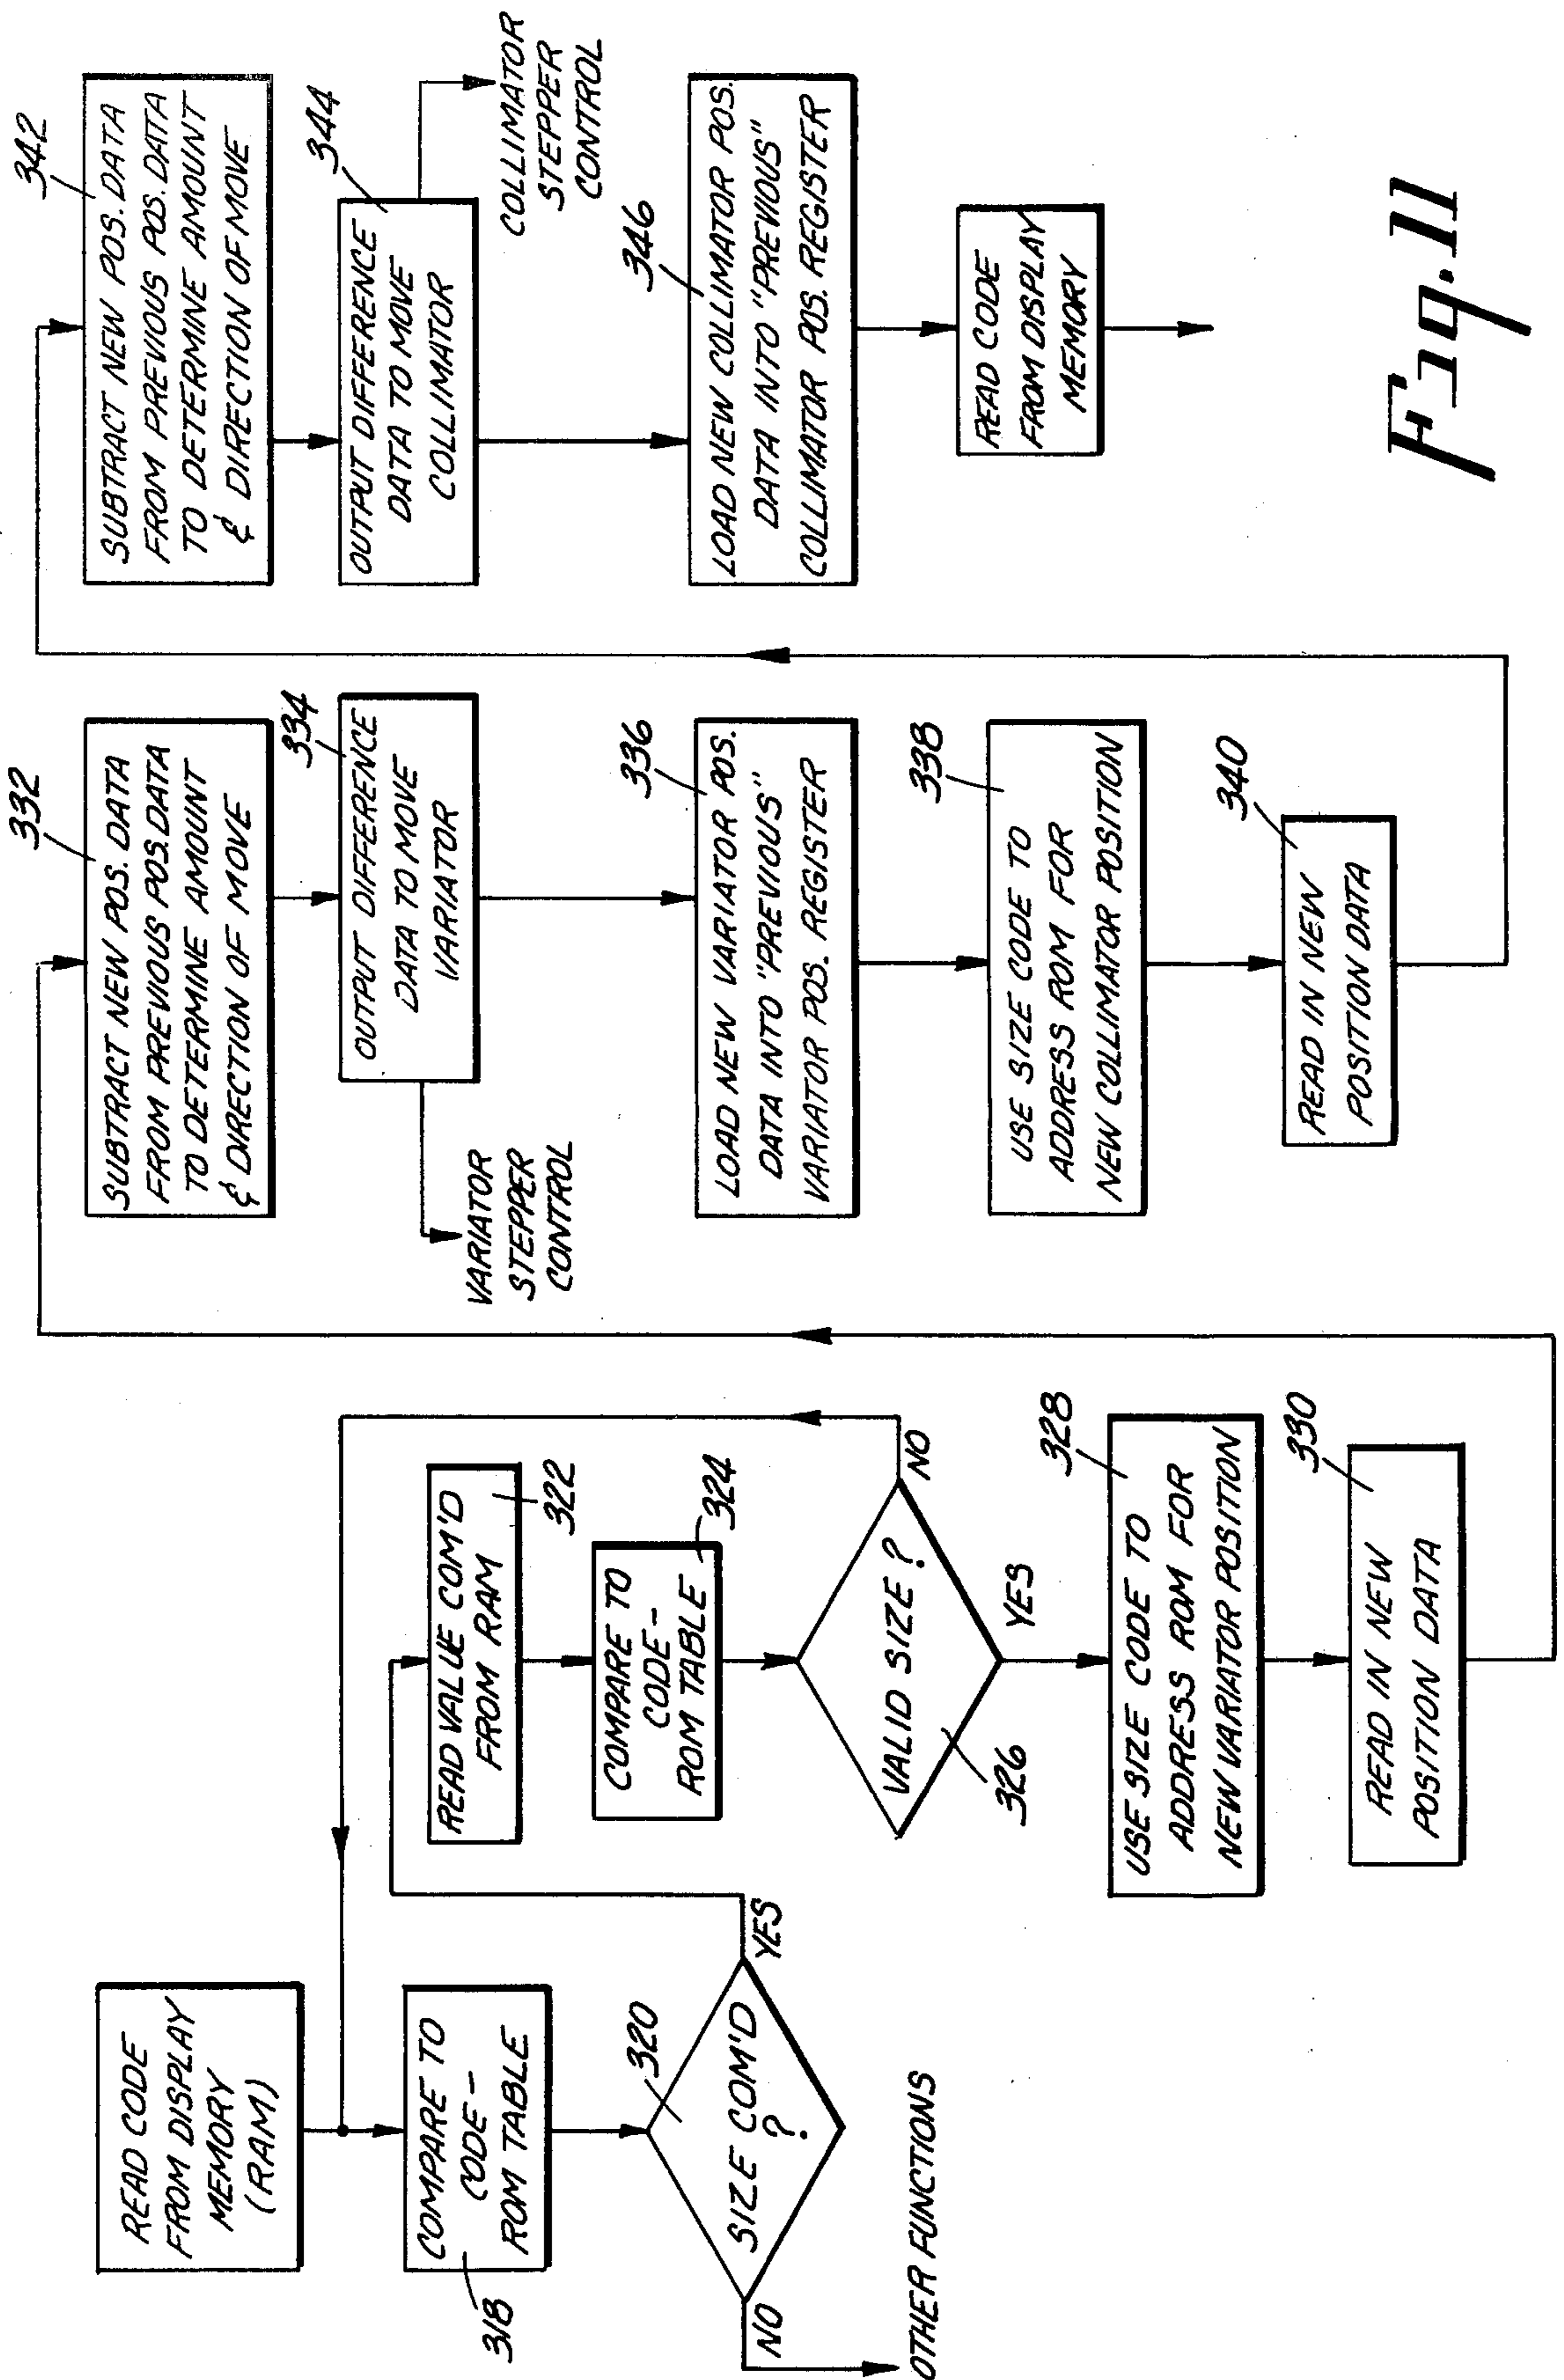 READ CODE
FROM DISPLAY
MEMORY
(RAM)
318
COMPARE TO
CODE-
ROM TABLE
320
SIZE COM'D
?
NO
YES
OTHER FUNCTIONS
READ VALUE COM'D
FROM RAM
322
COMPARE TO
CODE-
ROM TABLE
324
VALID SIZE?
326
NO
YES
328
USE SIZE CODE TO
ADDRESS ROM FOR
NEW VARIATOR POSITION
330
READ IN NEW
POSITION DATA
332
SUBTRACT NEW POS. DATA
FROM PREVIOUS POS. DATA
TO DETERMINE AMOUNT
& DIRECTION OF MOVE
334
OUTPUT DIFFERENCE
DATA TO MOVE
VARIATOR
VARIATOR
STEPPER
CONTROL
336
LOAD NEW VARIATOR POS.
DATA INTO "PREVIOUS"
VARIATOR POS. REGISTER
338
USE SIZE CODE TO
ADDRESS ROM FOR
NEW COLLIMATOR POSITION
340
READ IN NEW
POSITION DATA
342
SUBTRACT NEW POS. DATA
FROM PREVIOUS POS. DATA
TO DETERMINE AMOUNT
& DIRECTION OF MOVE
344
OUTPUT DIFFERENCE
DATA TO MOVE
COLLIMATOR
COLLIMATOR
STEPPER
CONTROL
346
LOAD NEW COLLIMATOR POS.
DATA INTO "PREVIOUS"
COLLIMATOR POS. REGISTER
READ CODE
FROM DISPLAY
MEMORY
Fig. 11